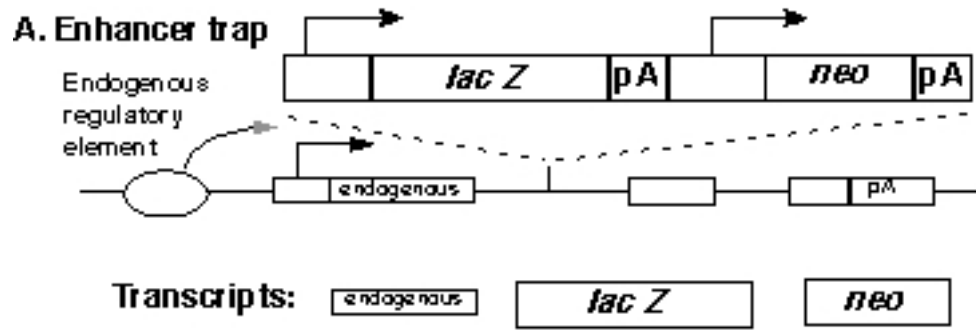 A. Enhancer trap
lac Z pA neo pA
Endogenous
regulatory
element
endogenous pA
Transcripts: endogenous lac Z neo